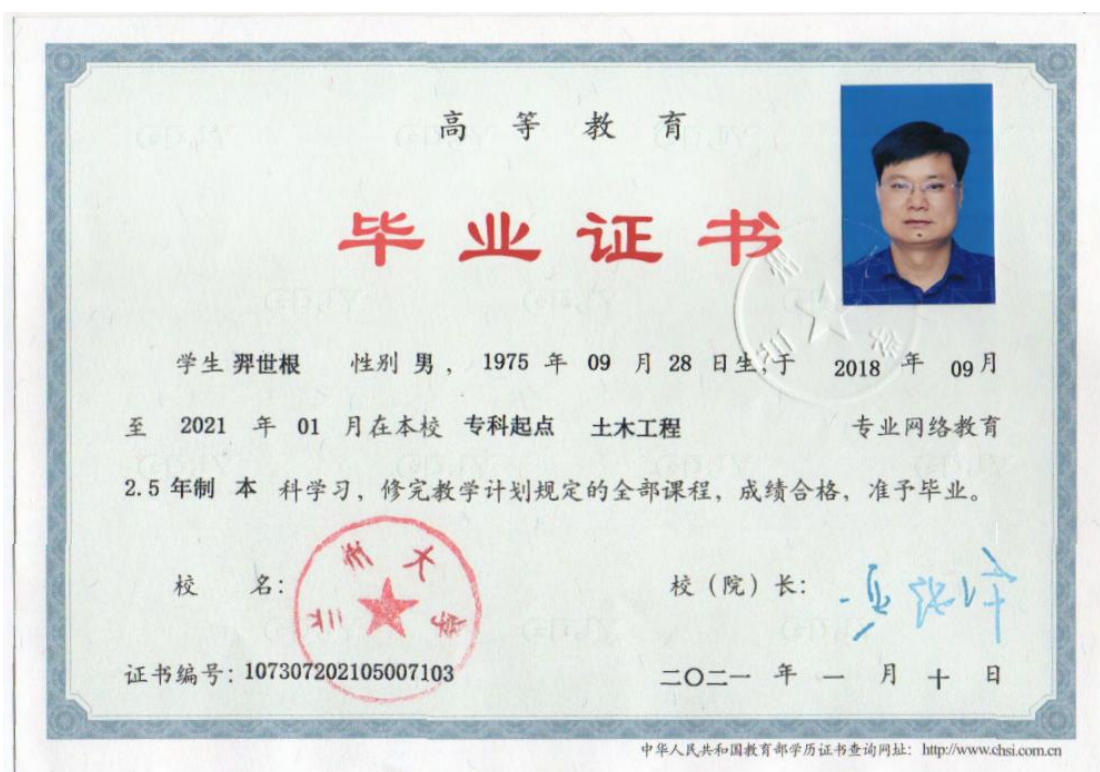 高等教育
毕业证书
学生 羿世根 性别 男 ，1975 年 09 月 28 日生,于 2018 年 09月
至 2021 年 01 月在本校 专科起点 土木工程 专业网络教育
2.5 年制 本 科学习，修完教学计划规定的全部课程，成绩合格，准予毕业。
兰州大学
校 名： 校（院）长：
证书编号：107307202105007103 二〇二一 年 一 月 十 日
中华人民共和国教育部学历证书查询网址：http://www.chsi.com.cn